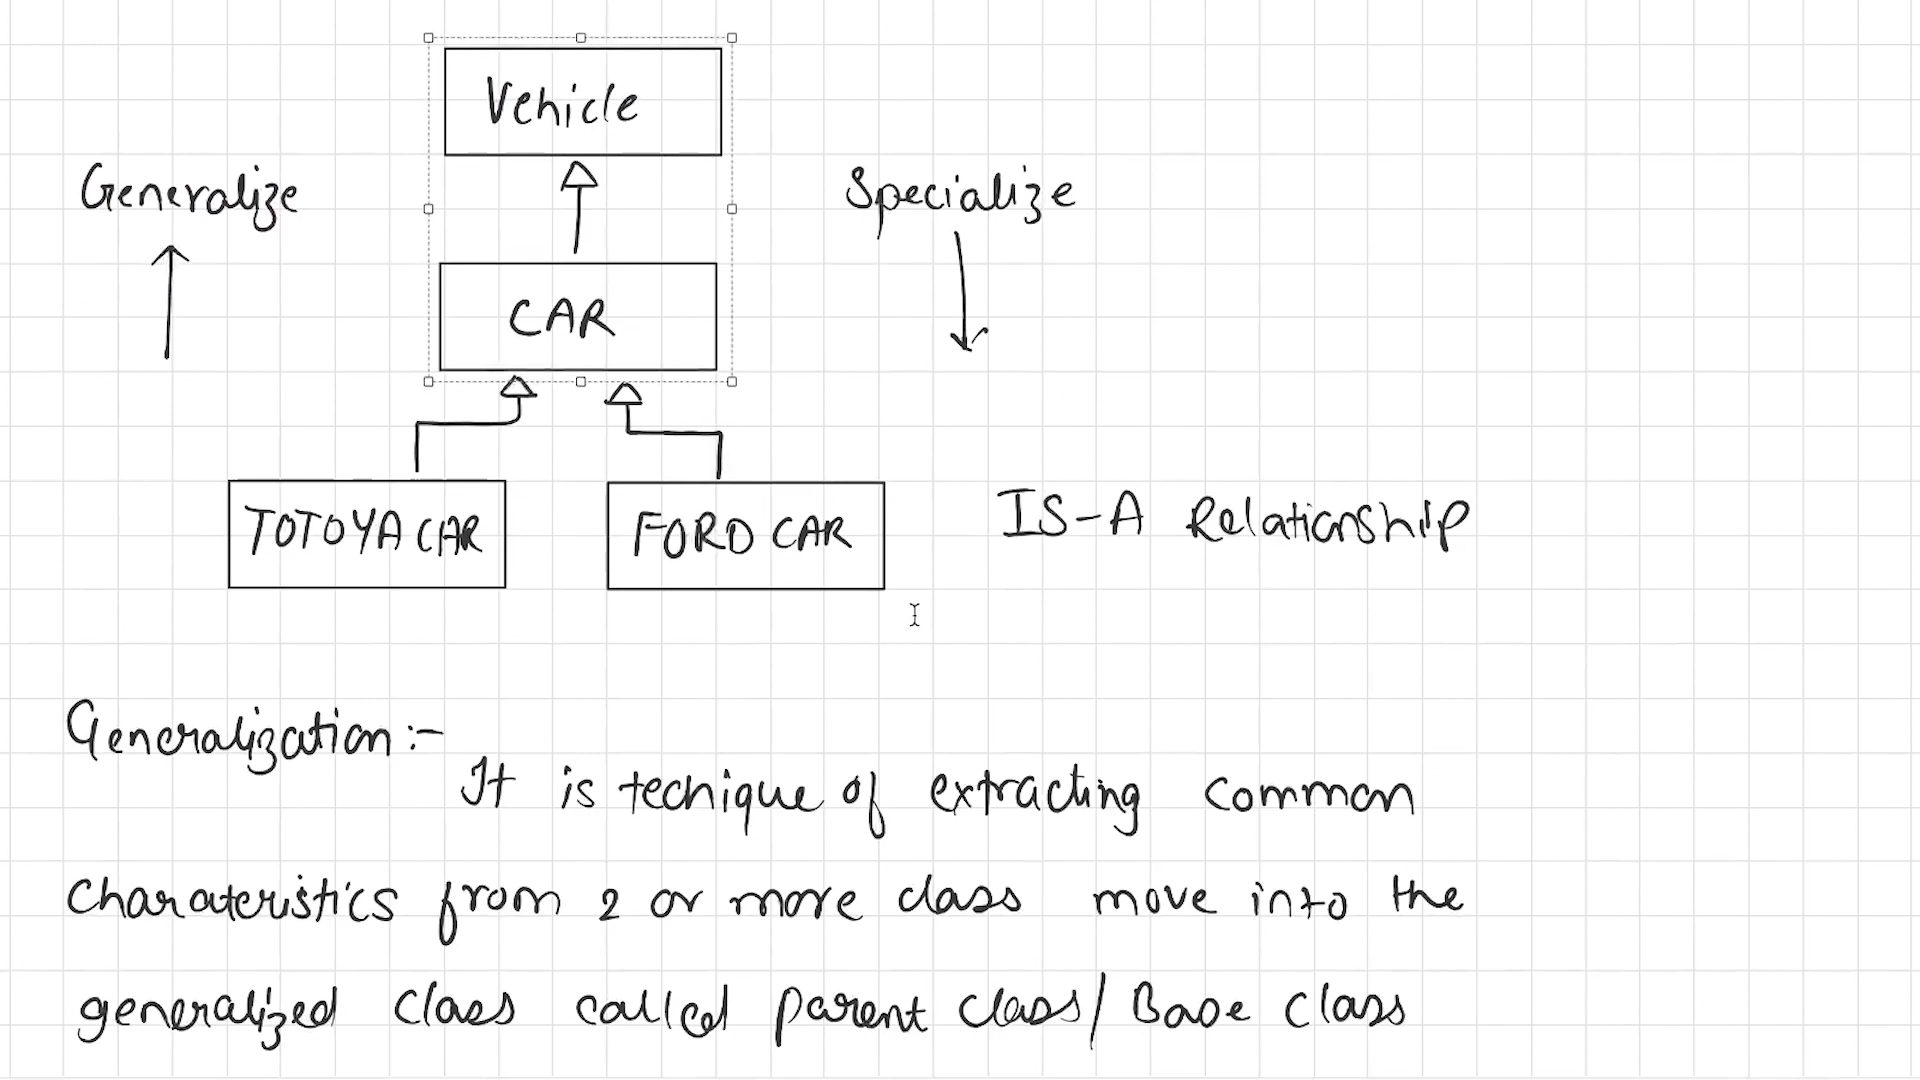 Vehicle
Generalize
Specialize
CAR
TOTOYA CAR
FORD CAR
IS-A Relationship
Generalization:-
It is techique of extracting common
charateristics from 2 or more class move into the
generalized class called parent class/Base class